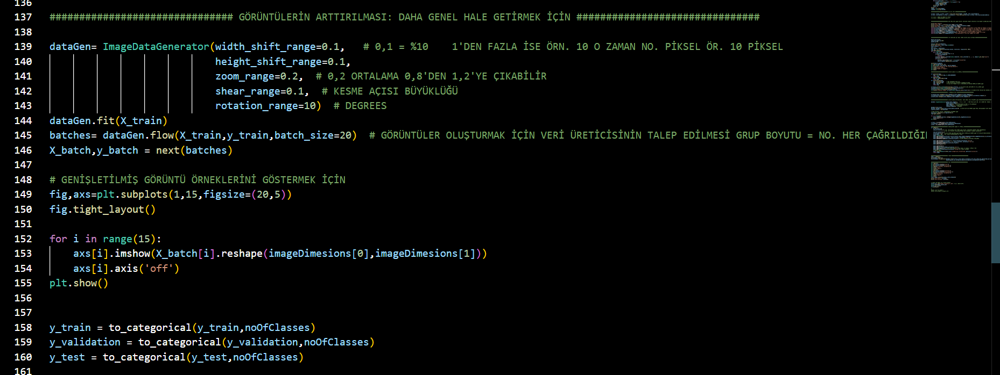 136
137 ############################### GÖRÜNTÜLERİN ARTTIRILMASI: DAHA GENEL HALE GETİRMEK İÇİN ###############################
138
139 dataGen= ImageDataGenerator(width_shift_range=0.1,   # 0,1 = %10    1'DEN FAZLA İSE ÖRN. 10 O ZAMAN NO. PİKSEL ÖR. 10 PİKSEL
140                             height_shift_range=0.1,
141                             zoom_range=0.2,  # 0,2 ORTALAMA 0,8'DEN 1,2'YE ÇIKABİLİR
142                             shear_range=0.1,  # KESME AÇISI BÜYÜKLÜĞÜ
143                             rotation_range=10)  # DEGREES
144 dataGen.fit(X_train)
145 batches= dataGen.flow(X_train,y_train,batch_size=20)  # GÖRÜNTÜLER OLUŞTURMAK İÇİN VERİ ÜRETİCİSİNİN TALEP EDİLMESİ GRUP BOYUTU = NO. HER ÇAĞRILDIĞI
146 X_batch,y_batch = next(batches)
147
148 # GENİŞLETİLMİŞ GÖRÜNTÜ ÖRNEKLERİNİ GÖSTERMEK İÇİN
149 fig,axs=plt.subplots(1,15,figsize=(20,5))
150 fig.tight_layout()
151
152 for i in range(15):
153     axs[i].imshow(X_batch[i].reshape(imageDimesions[0],imageDimesions[1]))
154     axs[i].axis('off')
155 plt.show()
156
157
158 y_train = to_categorical(y_train,noOfClasses)
159 y_validation = to_categorical(y_validation,noOfClasses)
160 y_test = to_categorical(y_test,noOfClasses)
161